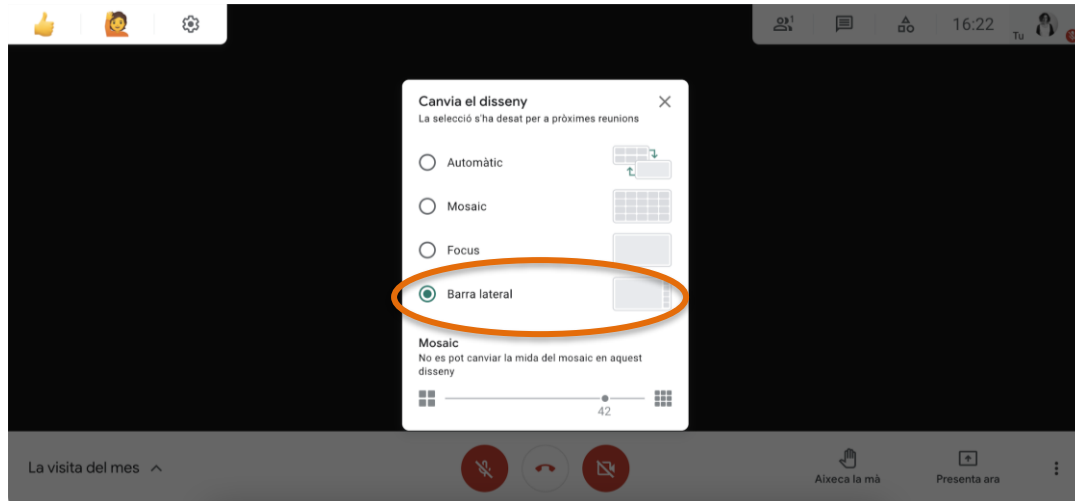 1
16:22
Tu
Canvia el disseny
La selecció s'ha desat per a pròximes reunions
Automàtic
Mosaic
Focus
Barra lateral
Mosaic
No es pot canviar la mida del mosaic en aquest
disseny
42
La visita del mes
Aixeca la mà
Presenta ara